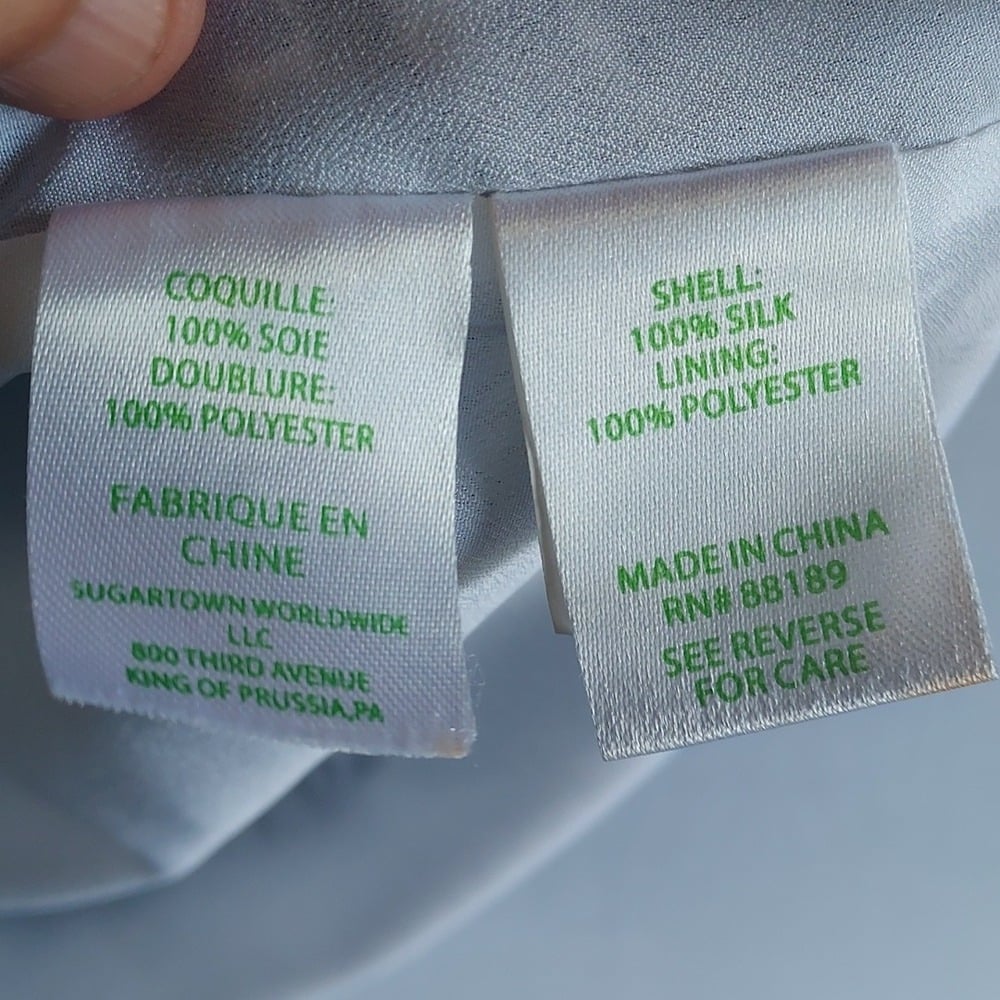 COQUILLE:
100% SOIE
DOUBLURE:
100% POLYESTER
FABRIQUE EN
CHINE
SUGARTOWN WORLDWIDE
LLC
800 THIRD AVENUE
KING OF PRUSSIA,PA
SHELL:
100% SILK
LINING:
100% POLYESTER
MADE IN CHINA
RN# 88189
SEE REVERSE
FOR CARE